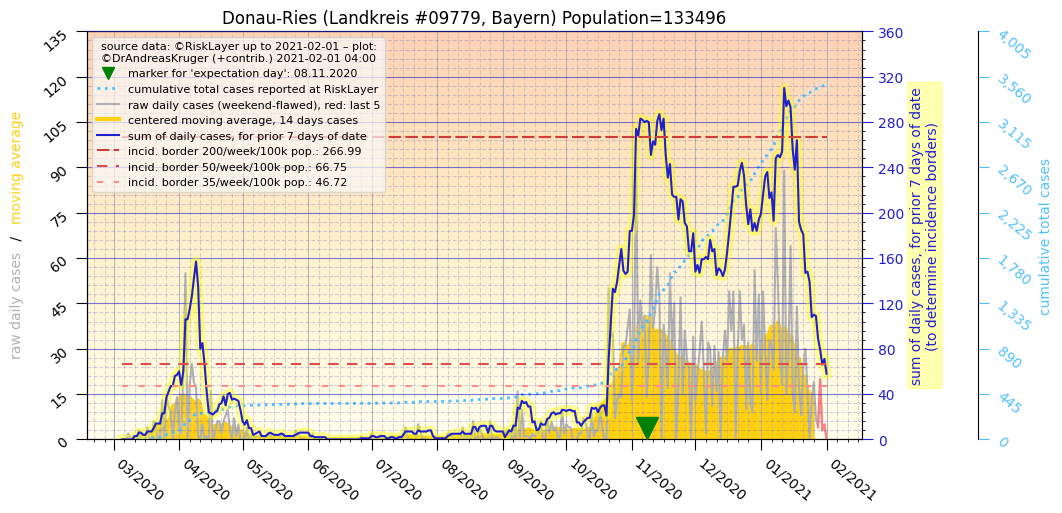 Donau-Ries (Landkreis #09779, Bayern) Population=133496
source data: ©RiskLayer up to 2021-02-01 – plot:
©DrAndreasKruger (+contrib.) 2021-02-01 04:00
marker for 'expectation day': 08.11.2020
cumulative total cases reported at RiskLayer
raw daily cases (weekend-flawed), red: last 5
centered moving average, 14 days cases
sum of daily cases, for prior 7 days of date
incid. border 200/week/100k pop.: 266.99
incid. border 50/week/100k pop.: 66.75
incid. border 35/week/100k pop.: 46.72
raw daily cases / moving average
135
120
105
90
75
60
45
30
15
0
03/2020
04/2020
05/2020
06/2020
07/2020
08/2020
09/2020
10/2020
11/2020
12/2020
01/2021
02/2021
360
320
280
240
200
160
120
80
40
0
sum of daily cases, for prior 7 days of date
(to determine incidence borders)
4,005
3,560
3,115
2,670
2,225
1,780
1,335
890
445
0
cumulative total cases